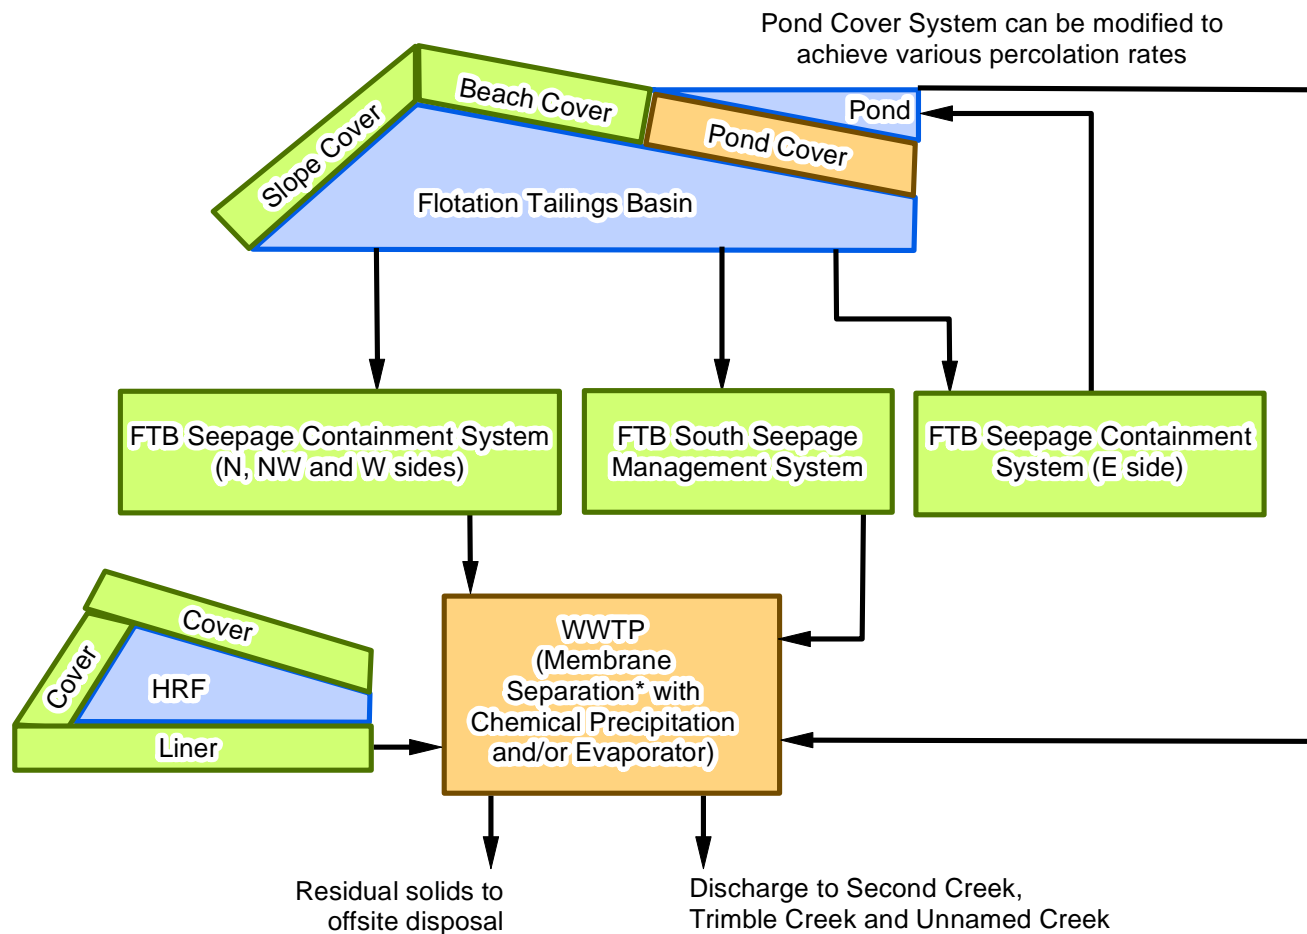 Pond Cover System can be modified to
achieve various percolation rates
Slope Cover
Beach Cover
Pond
Pond Cover
Flotation Tailings Basin
FTB Seepage Containment System
(N, NW and W sides)
FTB South Seepage
Management System
FTB Seepage Containment
System (E side)
Cover
Cover
HRF
Liner
WWTP
(Membrane
Separation* with
Chemical Precipitation
and/or Evaporator)
Residual solids to
offsite disposal
Discharge to Second Creek,
Trimble Creek and Unnamed Creek